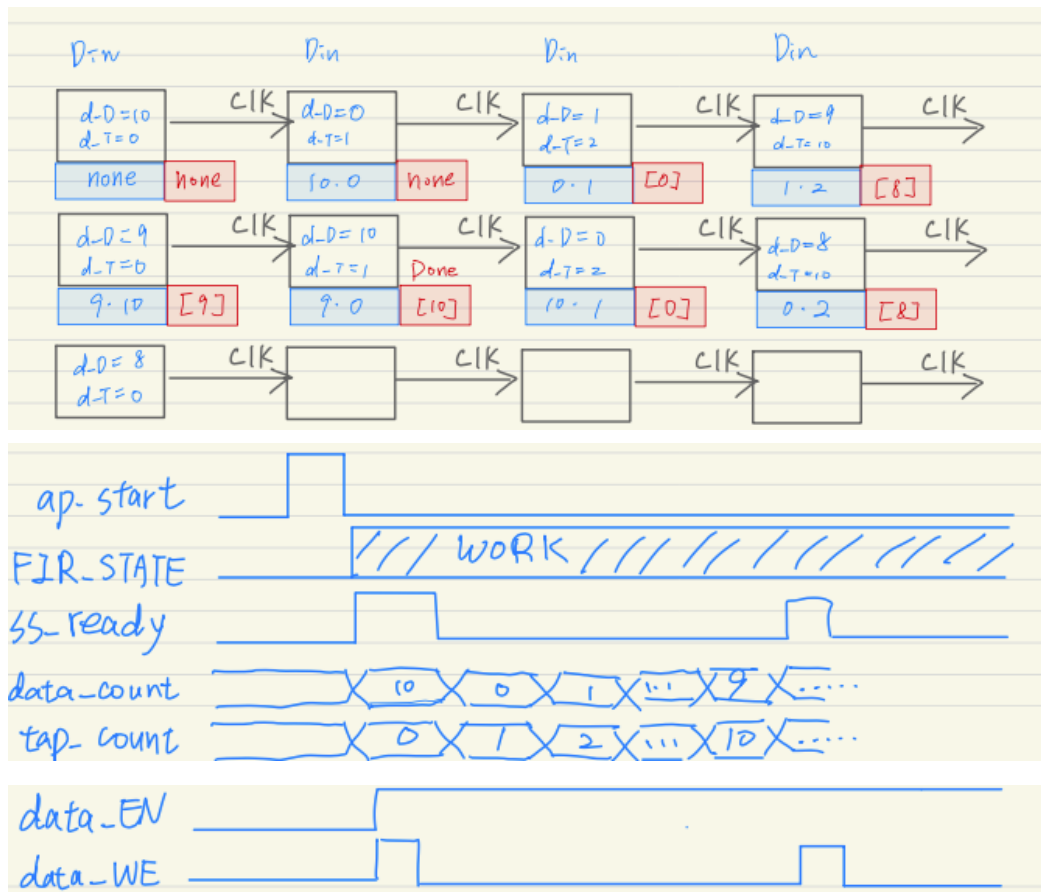 Din Din Din Din
d_D=10 CLK d_D=0 CLK d_D=1 CLK d_D=9 CLK
d_T=0 d_T=1 d_T=2 d_T=10
none none 10.0 none 0.1 [0] 1.2 [8]
d_D=9 CLK d_D=10 CLK d_D=0 CLK d_D=8 CLK
d_T=0 d_T=1 Done d_T=2 d_T=10
9.10 [9] 9.0 [10] 10.1 [0] 0.2 [8]
d_D=8 CLK CLK CLK CLK
d_T=0
ap_start
FIR_STATE WORK
ss_ready
data_count 10 0 1 ... 9 .....
tap_count 0 1 2 ... 10 .....
data_EN
data_WE